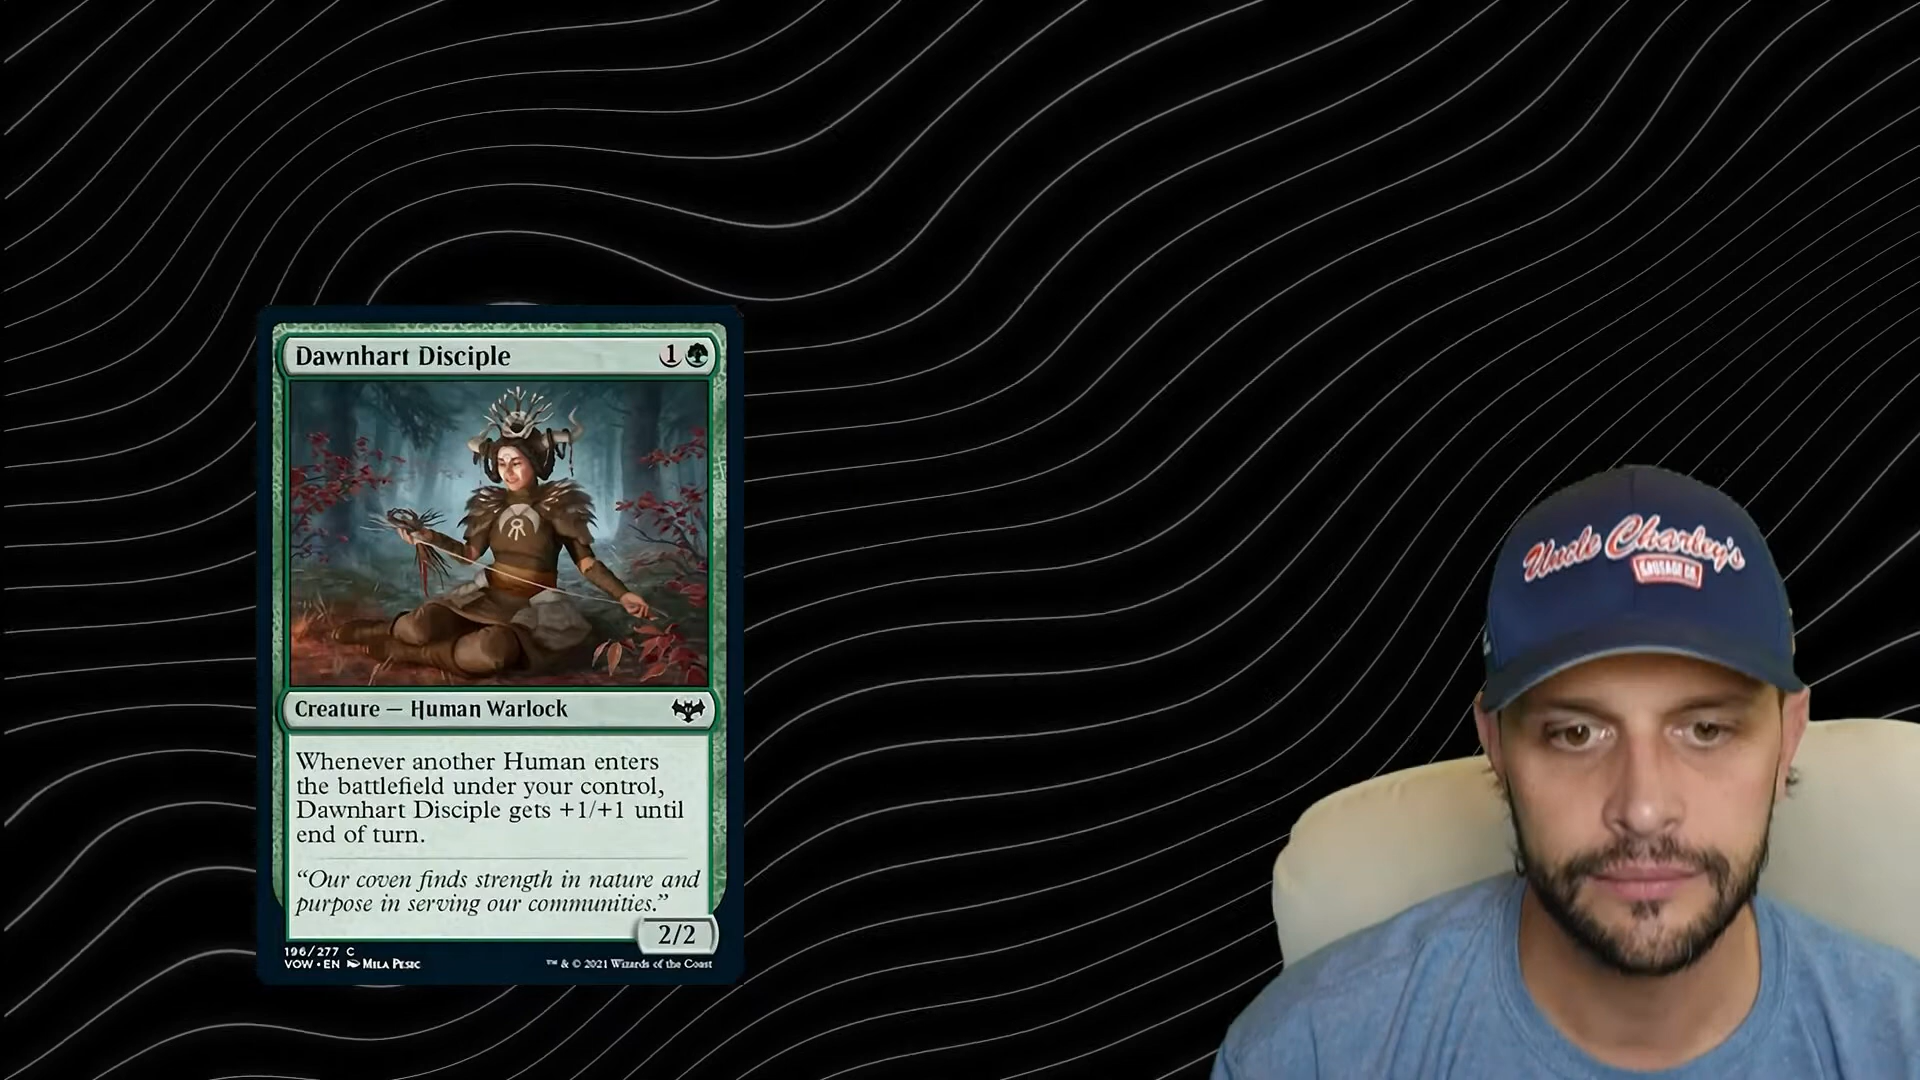 Dawnhart Disciple 1
Creature — Human Warlock
Whenever another Human enters
the battlefield under your control,
Dawnhart Disciple gets +1/+1 until
end of turn.
“Our coven finds strength in nature and
purpose in serving our communities.”
2/2
196/277 C
VOW • EN Mila Pesic
™ & © 2021 Wizards of the Coast
Uncle Charley's
SAUSAGE CO.